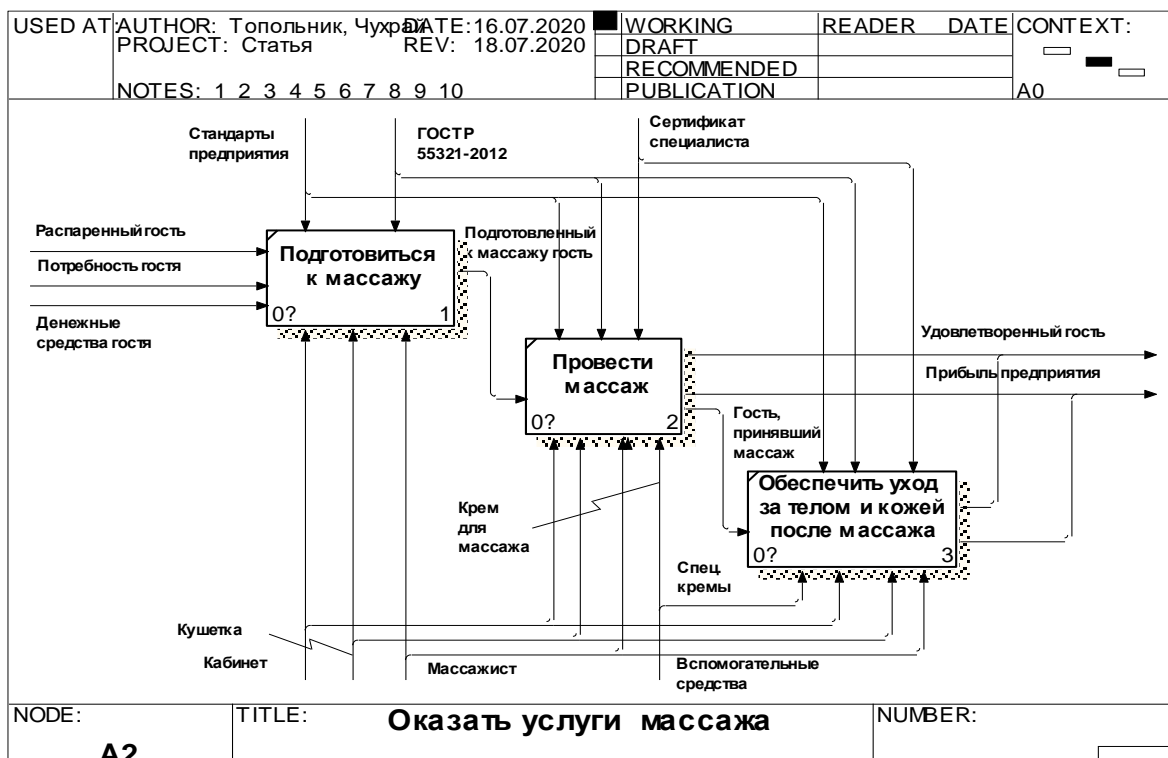 USED AT:
AUTHOR: Топольник, Чухрай
DATE: 16.07.2020
PROJECT: Статья
REV: 18.07.2020
NOTES: 1 2 3 4 5 6 7 8 9 10
WORKING
DRAFT
RECOMMENDED
PUBLICATION
READER
DATE
CONTEXT:
A0
Стандарты
предприятия
ГОСТ Р
55321-2012
Сертификат
специалиста
Распаренный гость
Потребность гостя
Денежные
средства гостя
Подготовиться
к массажу
0?
1
Подготовленный
к массажу гость
Провести
массаж
0?
2
Удовлетворенный гость
Прибыль предприятия
Гость,
принявший
массаж
Обеспечить уход
за телом и кожей
после массажа
0?
3
Крем
для
массажа
Спец.
кремы
Кушетка
Кабинет
Массажист
Вспомогательные
средства
NODE:
A2
TITLE:
Оказать услуги массажа
NUMBER: